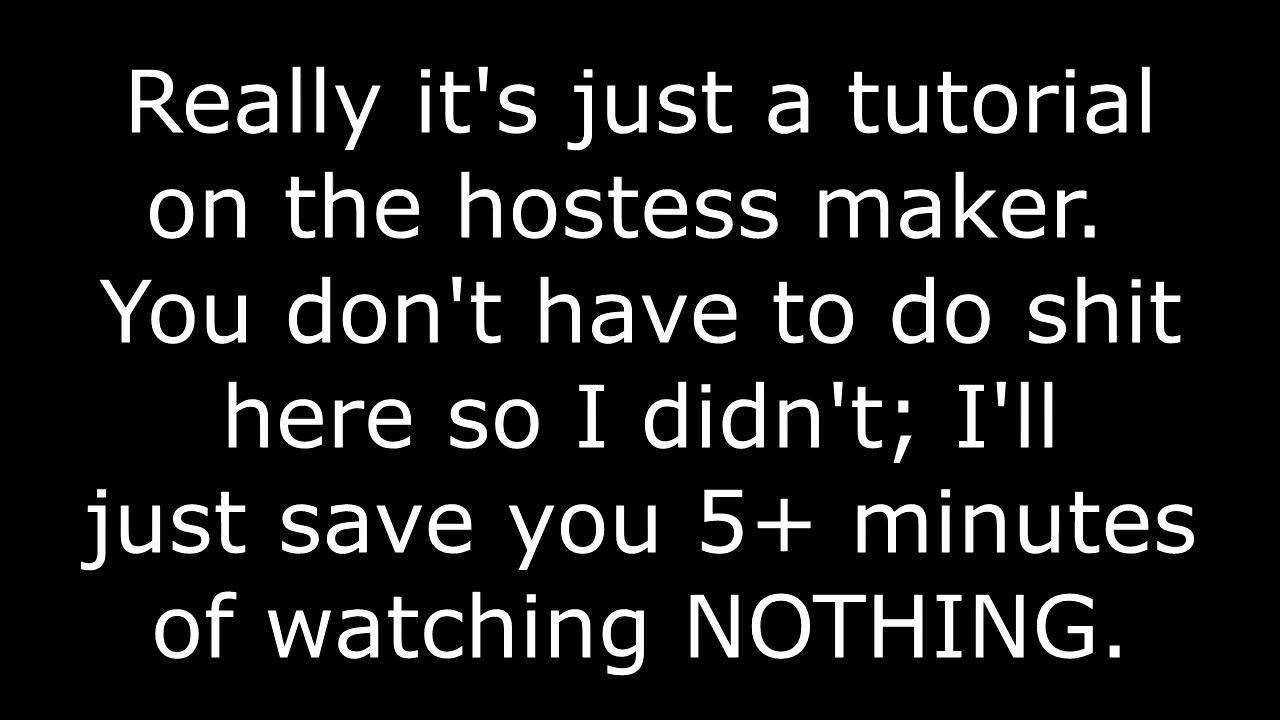 Really it's just a tutorial
on the hostess maker.
You don't have to do shit
here so I didn't; I'll
just save you 5+ minutes
of watching NOTHING.